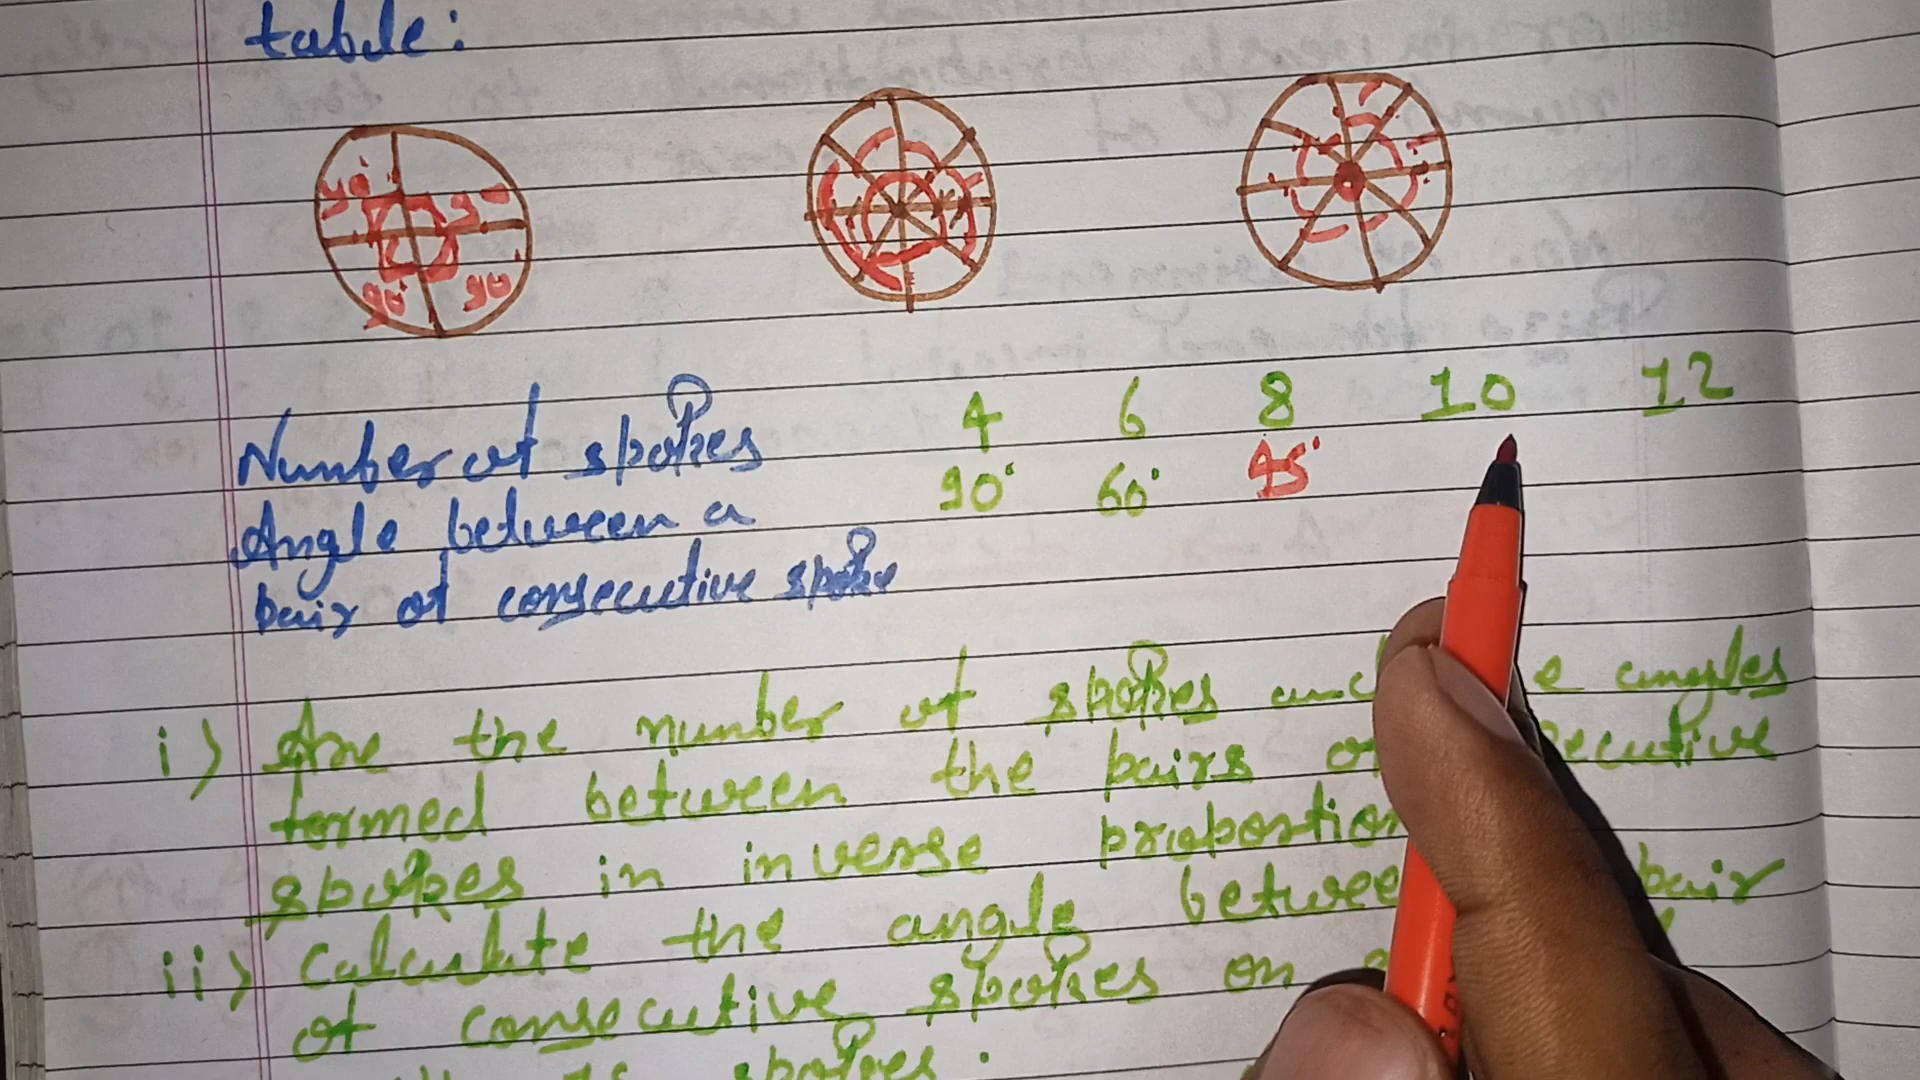 table:
90° 90
90° 90
Number of spokes 4 6 8 10 12
Angle between a 90° 60° 45°
pair of consecutive spoke
i) Are the number of spokes and angles
formed between the pairs of
spokes in inverse proportion
ii) Calculate the angle between pair
of consecutive spokes on
spokes.